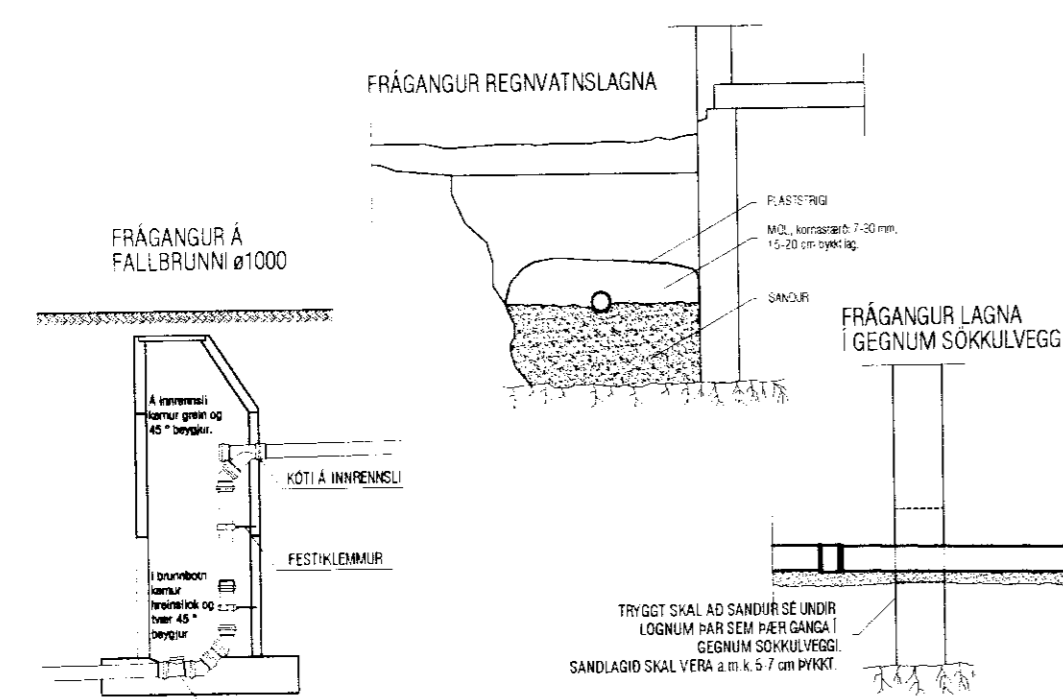 FRÁGANGUR REGNVATNSLAGNA
PLASTSTRIGI
MÖL, kornastærð: 7-30 mm,
15-20 cm þykkt lag.
SANDUR
FRÁGANGUR Á
FALLBRUNNI ø1000
Á innrennsli
kemur grein og
45 ° beygjur.
KÓTI Á INNRENNSLI
FESTIKLEMMUR
Í brunnbotn
kemur
hreinsilok og
tvær 45 °
beygjur
FRÁGANGUR LAGNA
Í GEGNUM SÖKKULVEGG
TRYGGT SKAL AÐ SANDUR SÉ UNDIR
LÖGNUM ÞAR SEM ÞÆR GANGA Í
GEGNUM SÖKKULVEGGI.
SANDLAGIÐ SKAL VERA a.m.k. 5-7 cm ÞYKKT.